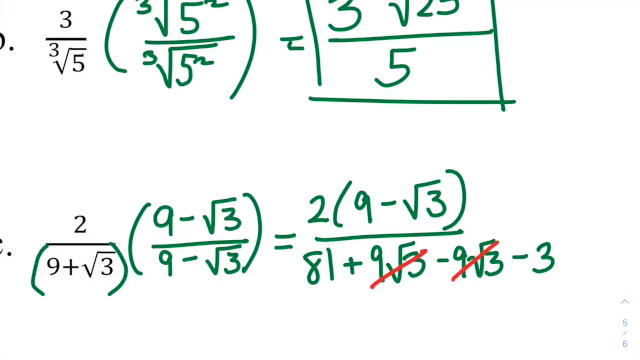 b. 3/∛5 (∛5²/∛5²) = 3 ∛25/5
c. 2/(9+√3) (9 − √3/9 − √3) = 2(9 − √3)/81 + 9√3 − 9√3 − 3
5
6